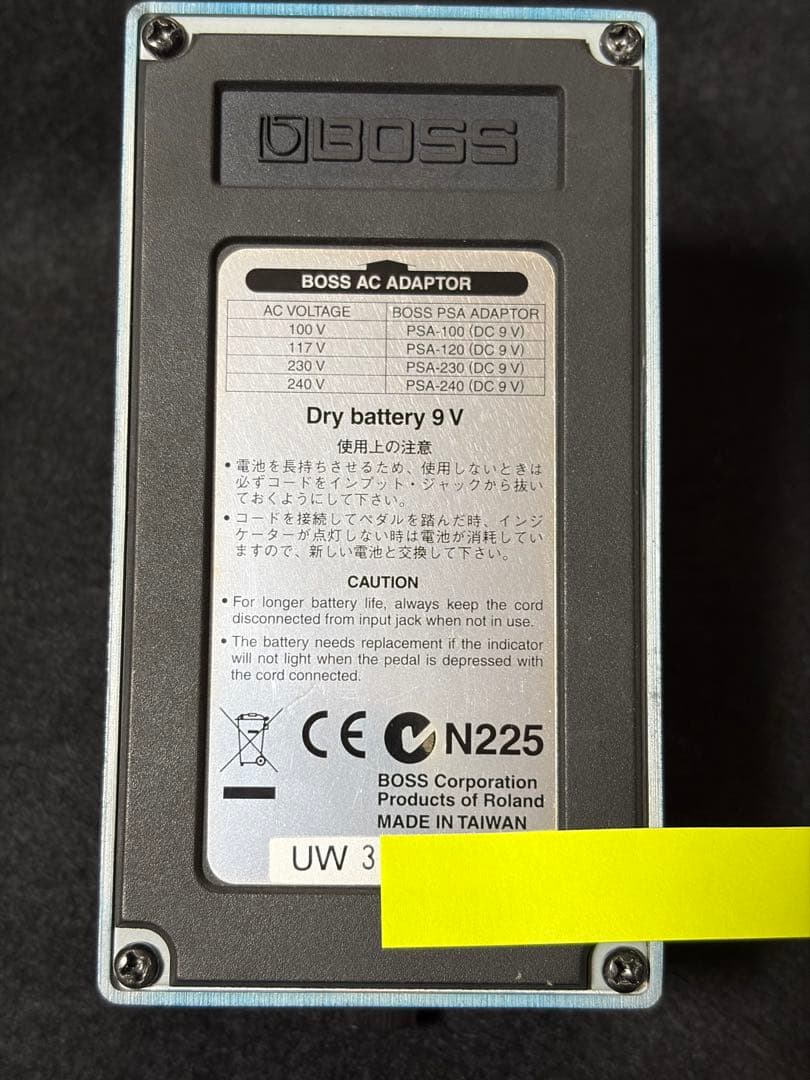 BOSS
BOSS AC ADAPTOR
AC VOLTAGE BOSS PSA ADAPTOR
100 V PSA-100 (DC 9 V)
117 V PSA-120 (DC 9 V)
230 V PSA-230 (DC 9 V)
240 V PSA-240 (DC 9 V)
Dry battery 9 V
使用上の注意
• 電池を長持ちさせるため、使用しないときは
必ずコードをインプット・ジャックから抜い
ておくようにして下さい。
• コードを接続してペダルを踏んだ時、インジ
ケーターが点灯しない時は電池が消耗してい
ますので、新しい電池と交換して下さい。
CAUTION
• For longer battery life, always keep the cord
disconnected from input jack when not in use.
• The battery needs replacement if the indicator
will not light when the pedal is depressed with
the cord connected.
CE N225
BOSS Corporation
Products of Roland
MADE IN TAIWAN
UW 3